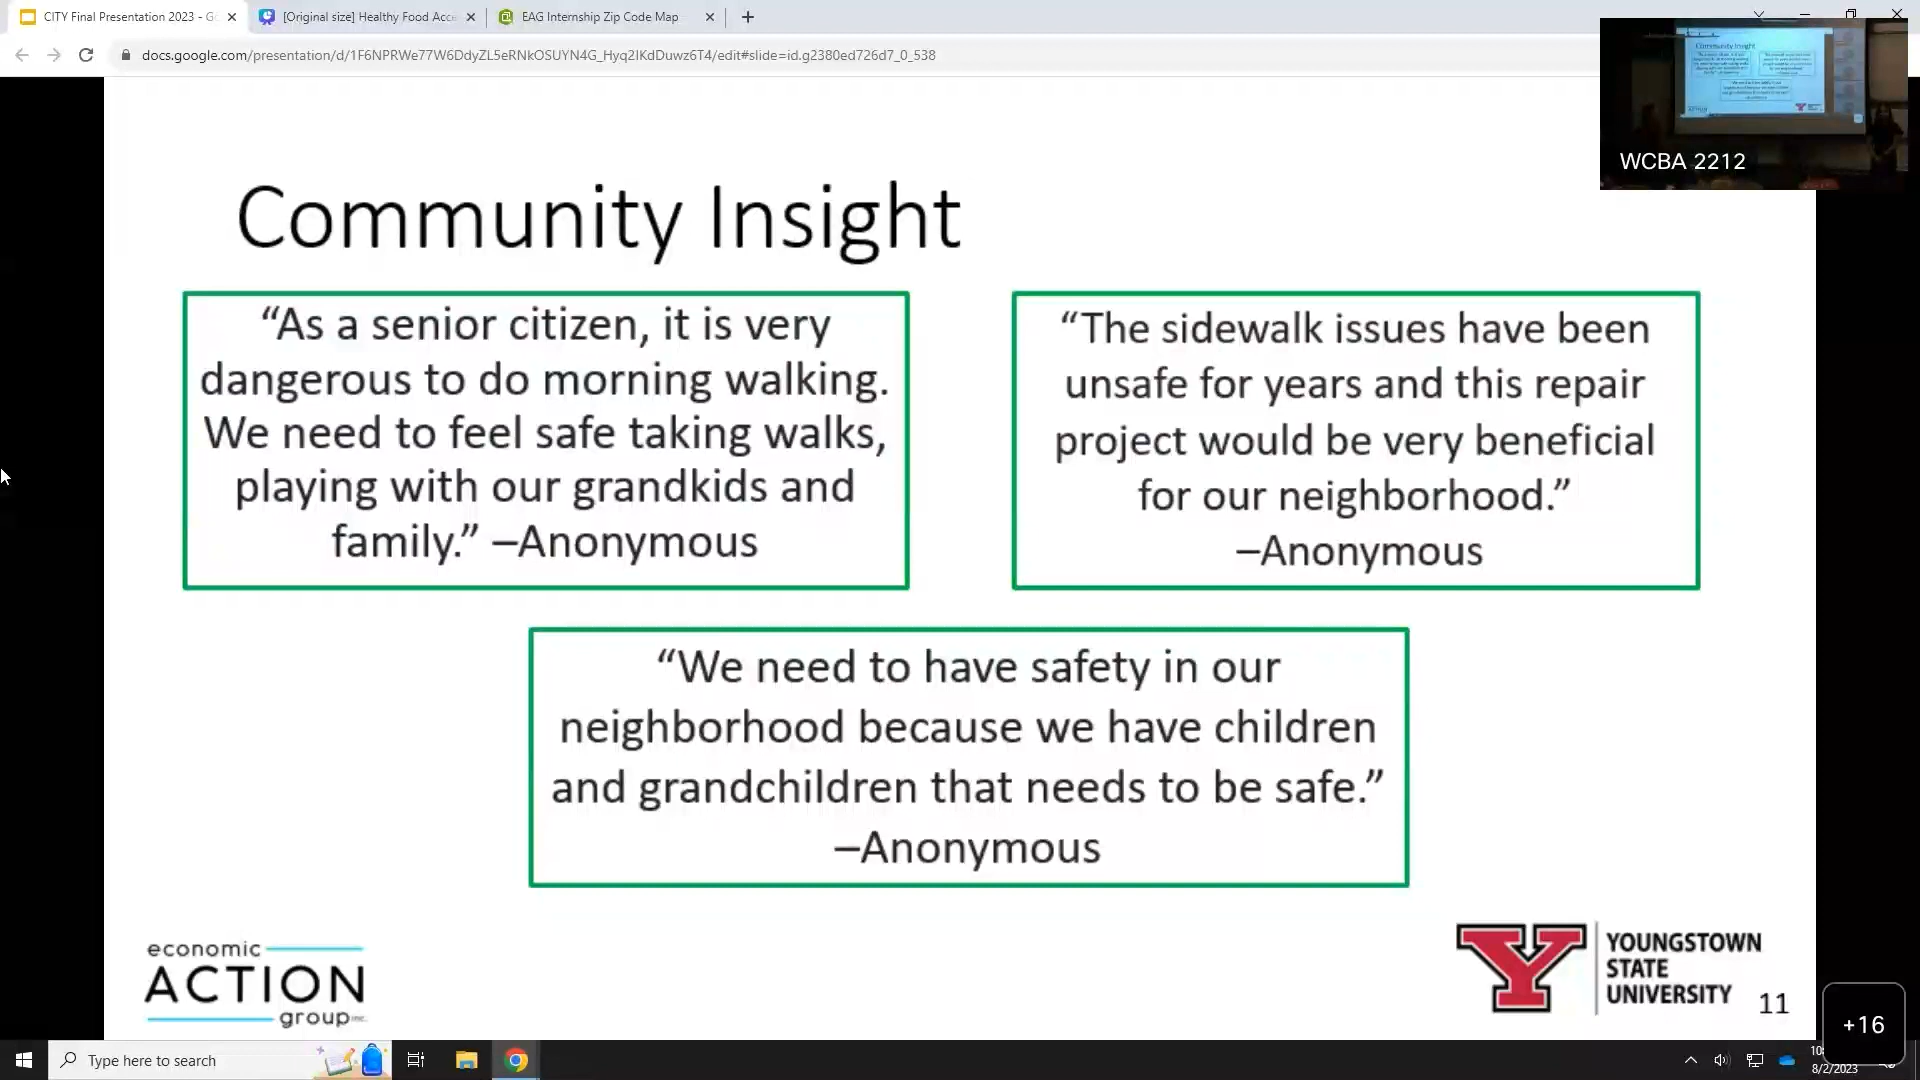 CITY Final Presentation 2023 - G
[Original size] Healthy Food Acce
EAG Internship Zip Code Map
docs.google.com/presentation/d/1F6NPRWe77W6DdyZL5eRNkOSUYN4G_Hyq2IKdDuwz6T4/edit#slide=id.g2380ed726d7_0_538
Community Insight
WCBA 2212
Community Insight
“As a senior citizen, it is very
dangerous to do morning walking.
We need to feel safe taking walks,
playing with our grandkids and
family.” –Anonymous
“The sidewalk issues have been
unsafe for years and this repair
project would be very beneficial
for our neighborhood.”
–Anonymous
“We need to have safety in our
neighborhood because we have children
and grandchildren that needs to be safe.”
–Anonymous
economic
ACTION
group inc.
Y
YOUNGSTOWN
STATE
UNIVERSITY
11
+16
Type here to search
8/2/2023